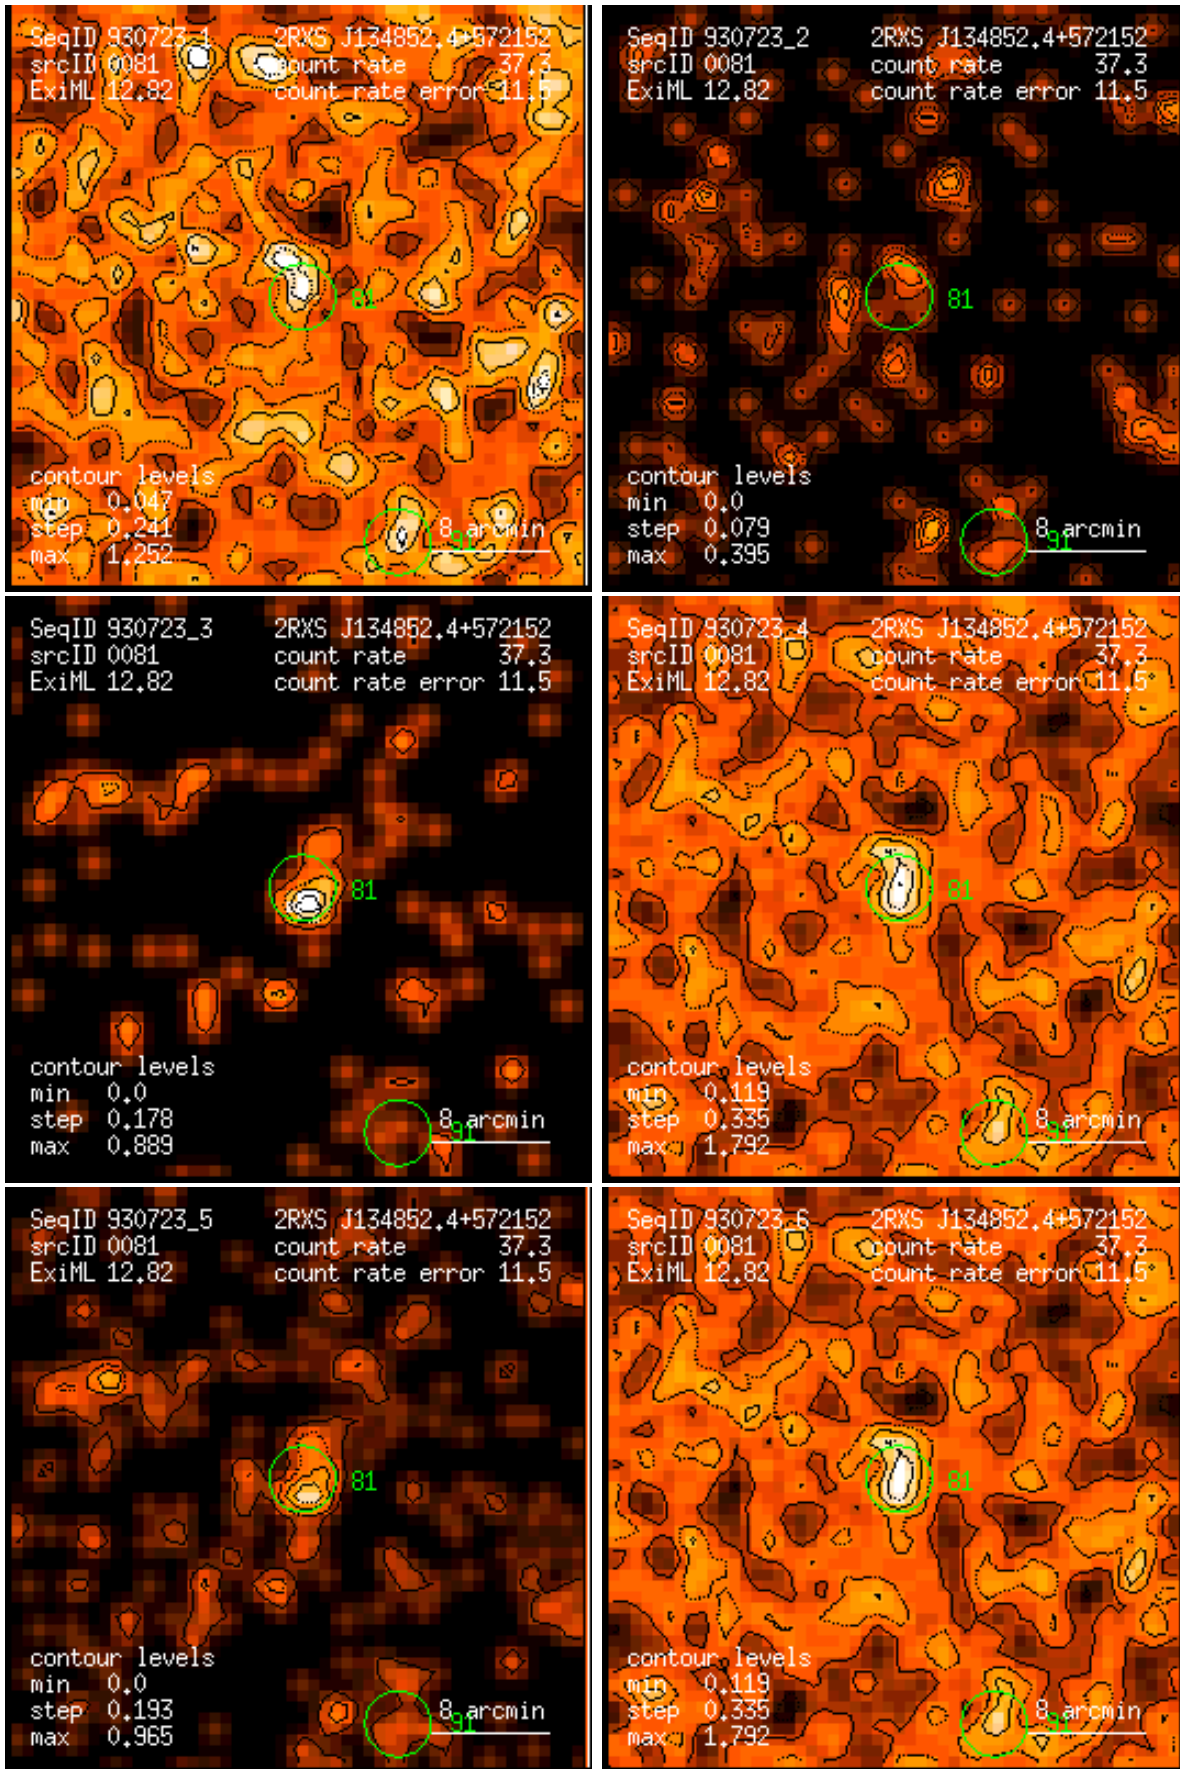 SeqID 930723_1 2RXS J134852.4+572152
srcID 0081 count rate 37.3
ExiML 12.82 count rate error 11.5
81
contour levels
min 0.047
step 0.241 8 arcmin
91
max 1.252
SeqID 930723_2 2RXS J134852.4+572152
srcID 0081 count rate 37.3
ExiML 12.82 count rate error 11.5
81
contour levels
min 0.0
step 0.079 8 arcmin
91
max 0.395
SeqID 930723_3 2RXS J134852.4+572152
srcID 0081 count rate 37.3
ExiML 12.82 count rate error 11.5
81
contour levels
min 0.0
step 0.178 8 arcmin
91
max 0.889
SeqID 930723_4 2RXS J134852.4+572152
srcID 0081 count rate 37.3
ExiML 12.82 count rate error 11.5
81
contour levels
min 0.119
step 0.335 8 arcmin
91
max 1.792
SeqID 930723_5 2RXS J134852.4+572152
srcID 0081 count rate 37.3
ExiML 12.82 count rate error 11.5
81
contour levels
min 0.0
step 0.193 8 arcmin
91
max 0.965
SeqID 930723_6 2RXS J134852.4+572152
srcID 0081 count rate 37.3
ExiML 12.82 count rate error 11.5
81
contour levels
min 0.119
step 0.335 8 arcmin
91
max 1.792